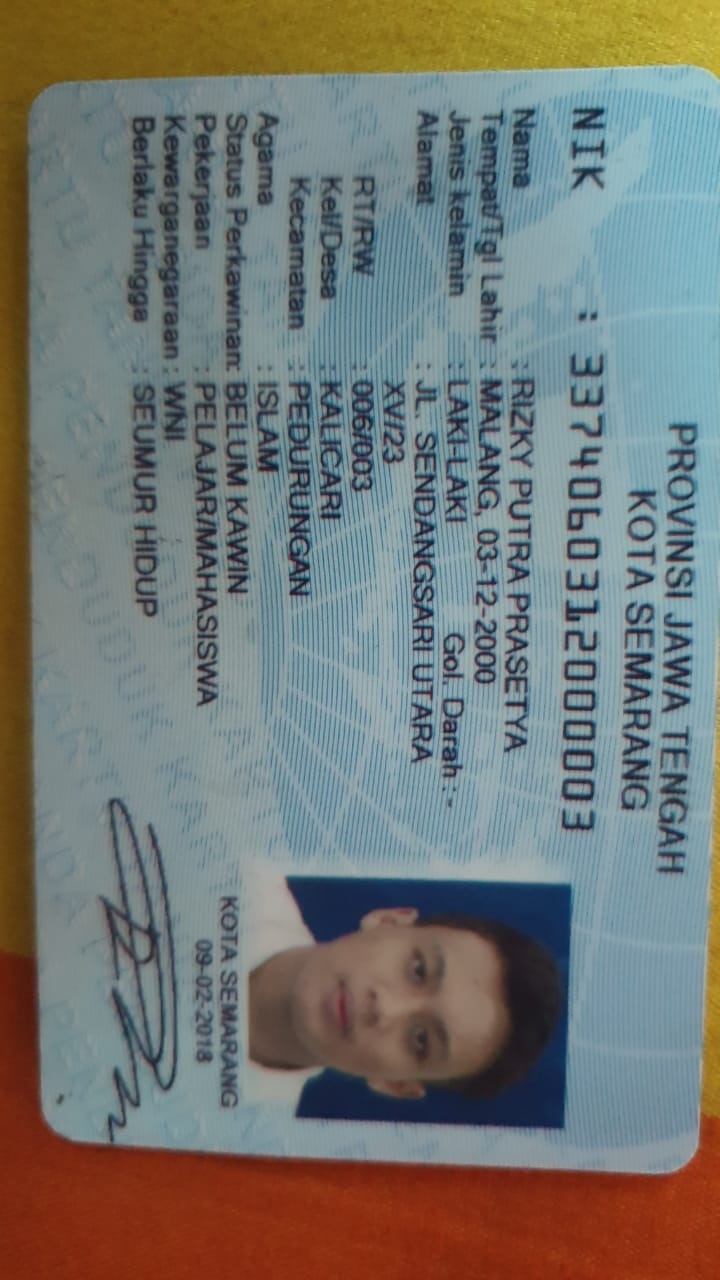 PROVINSI JAWA TENGAH
KOTA SEMARANG
NIK : 3374060312000003
Nama : RIZKY PUTRA PRASETYA
Tempat/Tgl Lahir : MALANG, 03-12-2000
Jenis kelamin : LAKI-LAKI Gol. Darah : -
Alamat : JL. SENDANGSARI UTARA
XV/23
RT/RW : 006/003
Kel/Desa : KALICARI
Kecamatan : PEDURUNGAN
Agama : ISLAM
Status Perkawinan: BELUM KAWIN
Pekerjaan : PELAJAR/MAHASISWA
Kewarganegaraan : WNI
Berlaku Hingga : SEUMUR HIDUP
KOTA SEMARANG
09-02-2018